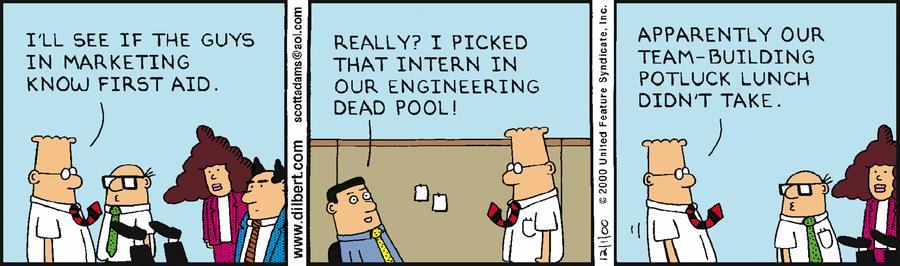 I'LL SEE IF THE GUYS
IN MARKETING
KNOW FIRST AID.
www.dilbert.com scottadams@aol.com
REALLY? I PICKED
THAT INTERN IN
OUR ENGINEERING
DEAD POOL!
12/1/00 © 2000 United Feature Syndicate, Inc.
APPARENTLY OUR
TEAM-BUILDING
POTLUCK LUNCH
DIDN'T TAKE.